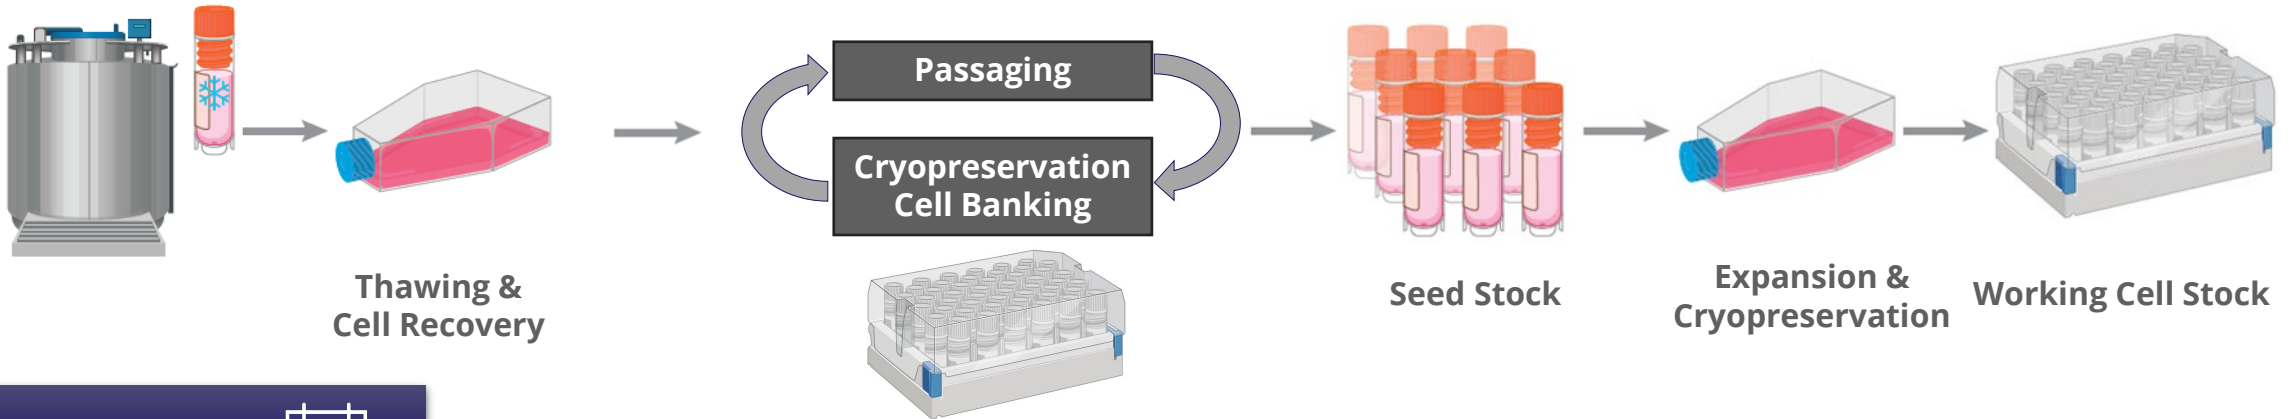 Passaging
Cryopreservation
Cell Banking
Thawing &
Cell Recovery
Seed Stock
Expansion &
Cryopreservation
Working Cell Stock